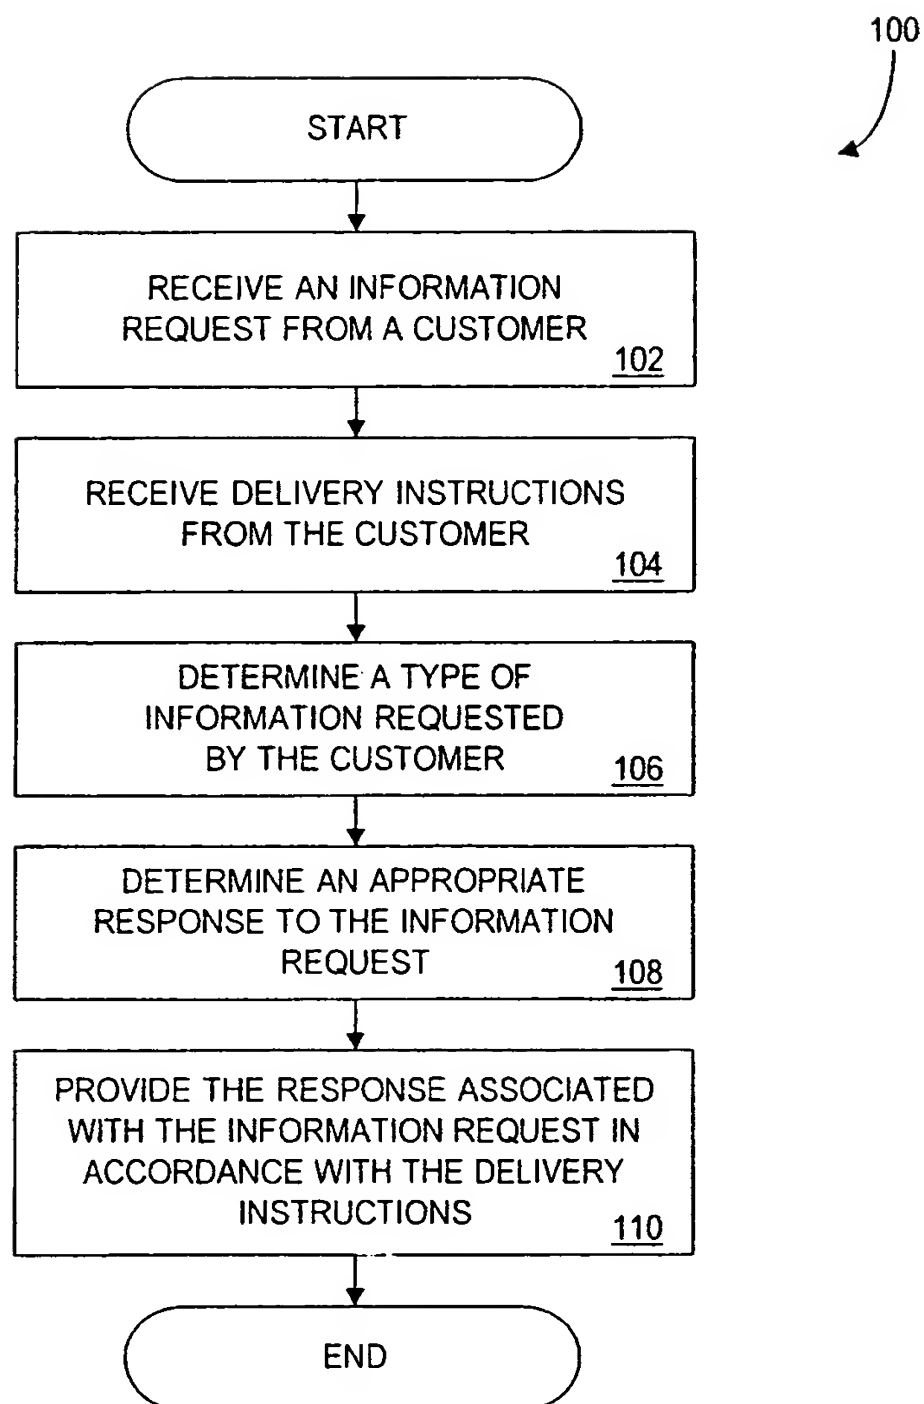 100
START
RECEIVE AN INFORMATION
REQUEST FROM A CUSTOMER
102
RECEIVE DELIVERY INSTRUCTIONS
FROM THE CUSTOMER
104
DETERMINE A TYPE OF
INFORMATION REQUESTED
BY THE CUSTOMER
106
DETERMINE AN APPROPRIATE
RESPONSE TO THE INFORMATION
REQUEST
108
PROVIDE THE RESPONSE ASSOCIATED
WITH THE INFORMATION REQUEST IN
ACCORDANCE WITH THE DELIVERY
INSTRUCTIONS
110
END